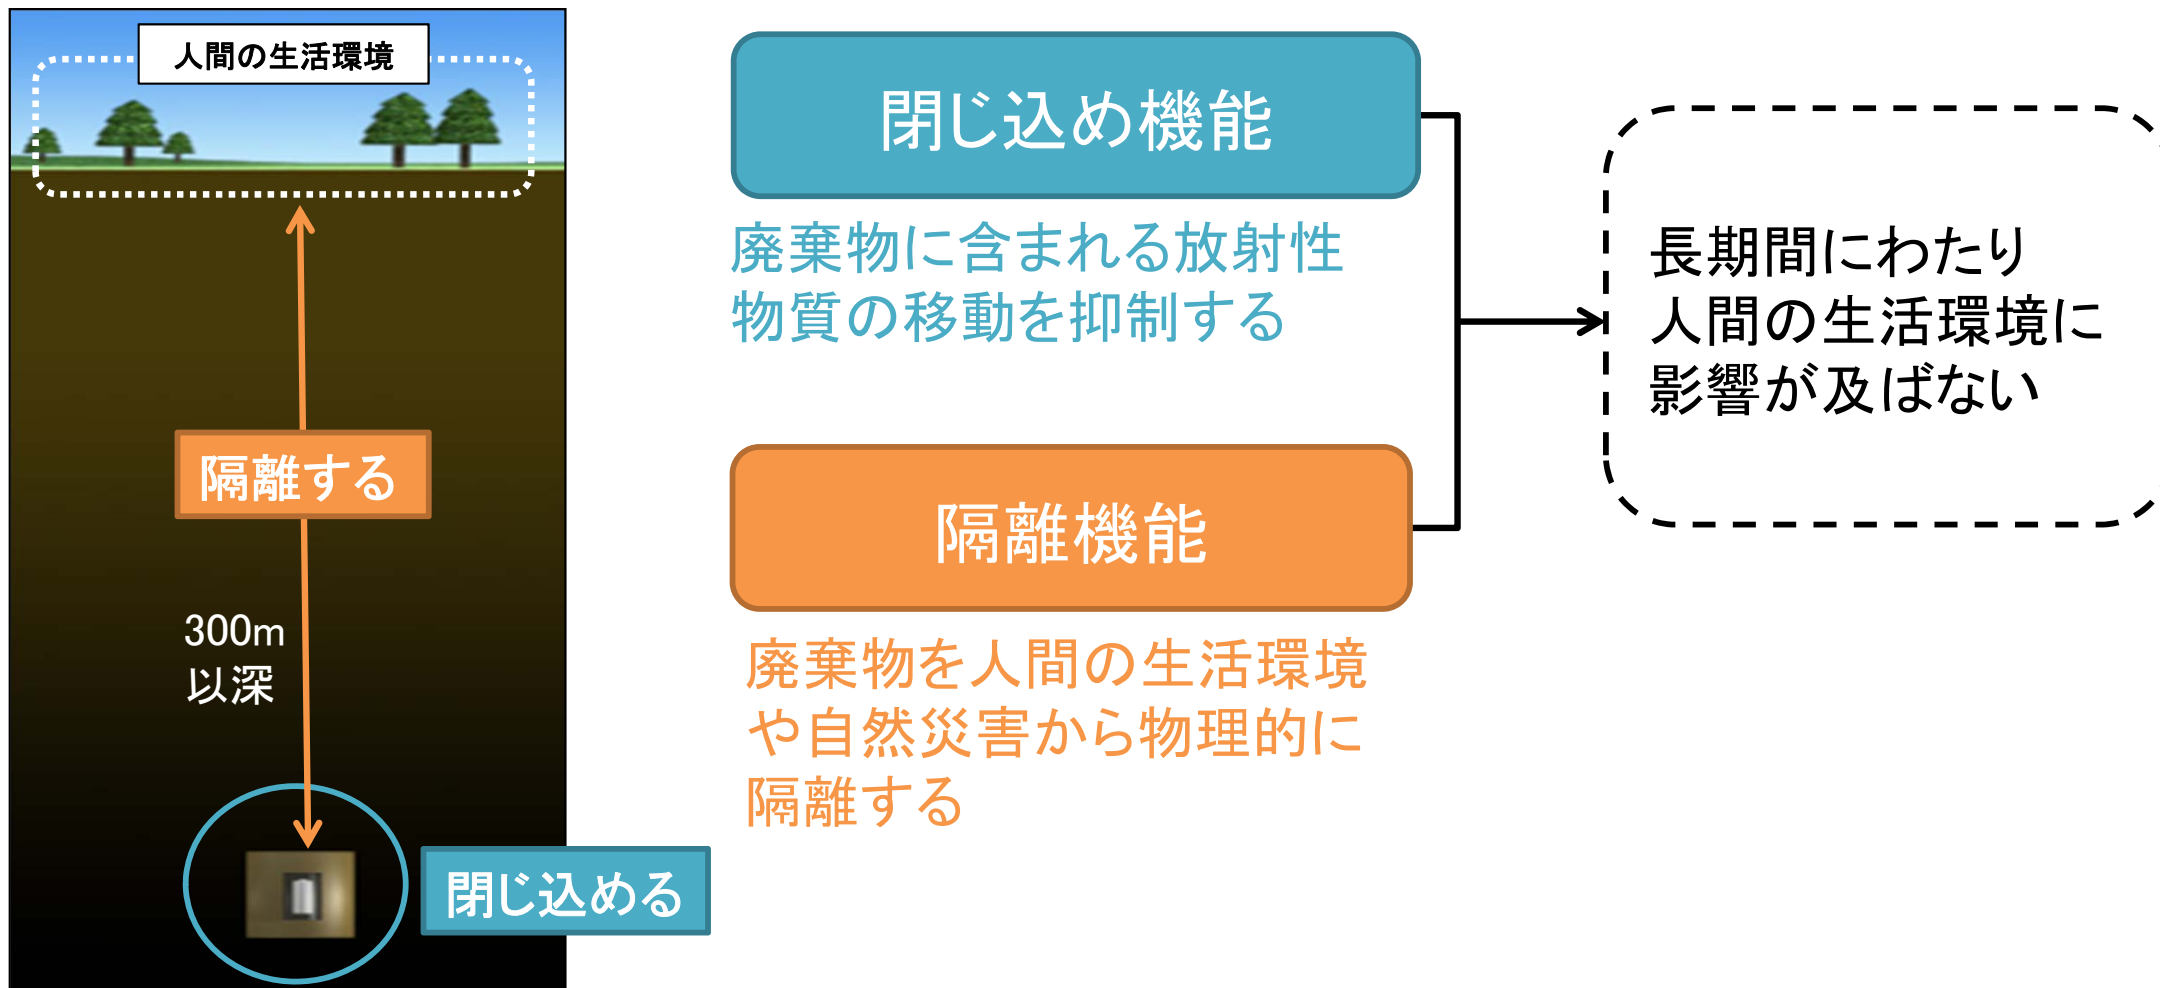 人間の生活環境
隔離する
300m
以深
閉じ込める
閉じ込め機能
廃棄物に含まれる放射性
物質の移動を抑制する
隔離機能
廃棄物を人間の生活環境
や自然災害から物理的に
隔離する
長期間にわたり
人間の生活環境に
影響が及ばない